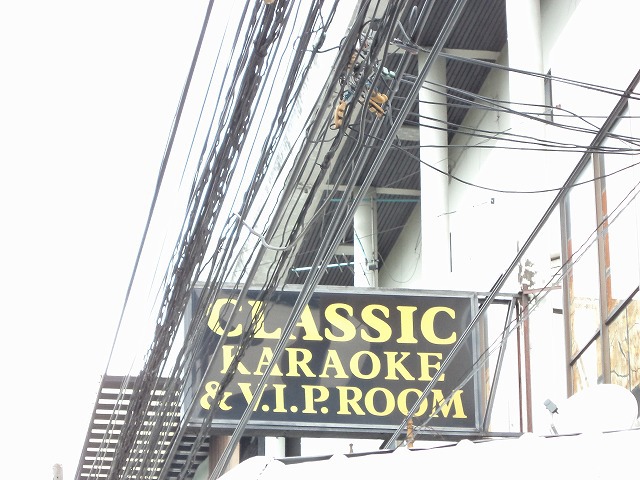 CLASSIC
KARAOKE
& V.I.P. ROOM